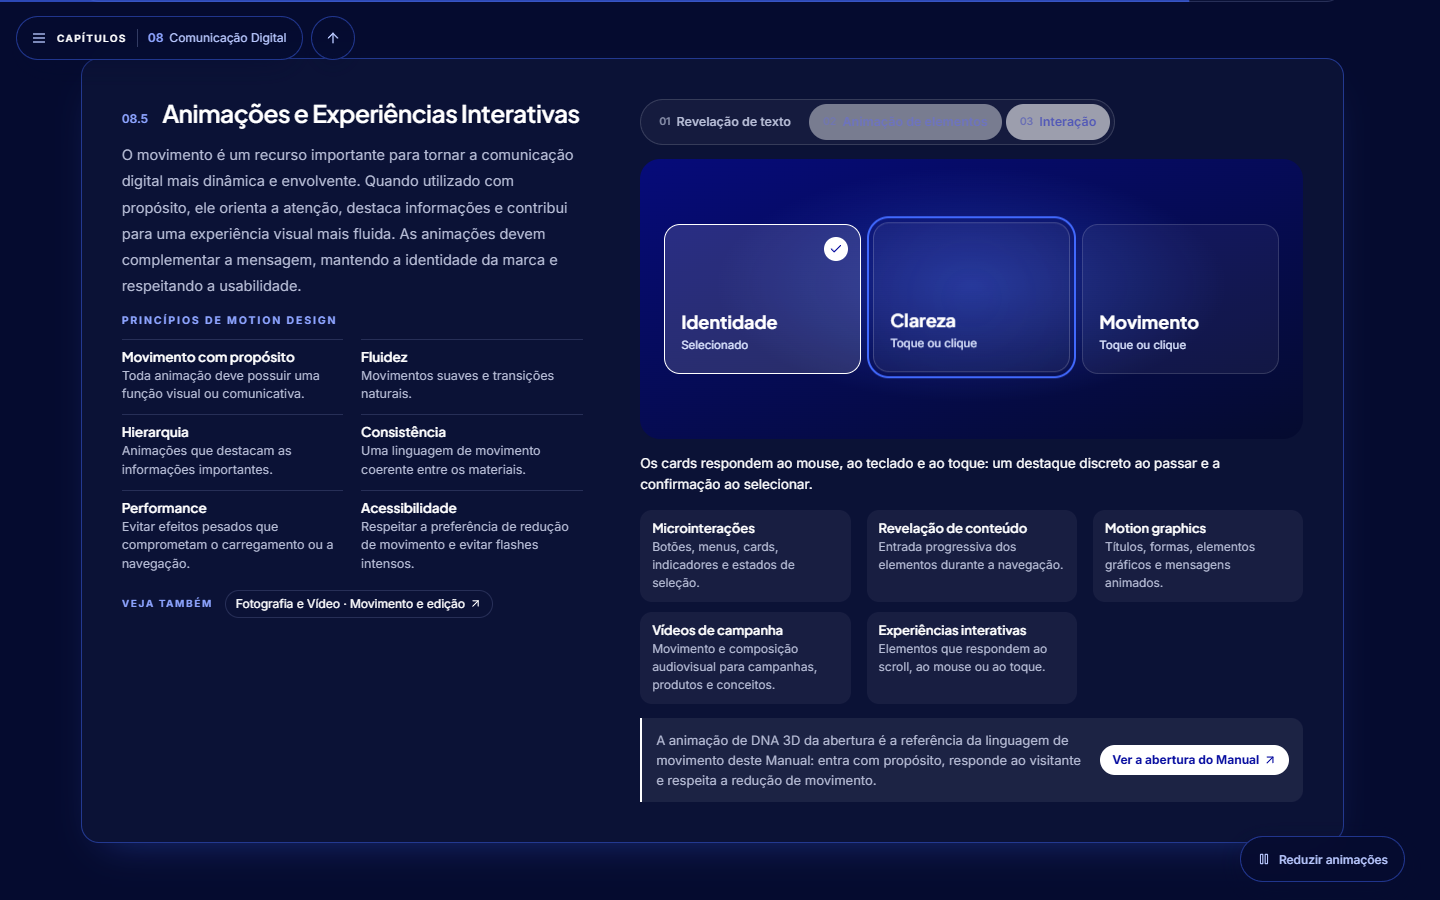 CAPÍTULOS
08 Comunicação Digital
08.5 Animações e Experiências Interativas
O movimento é um recurso importante para tornar a comunicação
digital mais dinâmica e envolvente. Quando utilizado com
propósito, ele orienta a atenção, destaca informações e contribui
para uma experiência visual mais fluida. As animações devem
complementar a mensagem, mantendo a identidade da marca e
respeitando a usabilidade.
PRINCÍPIOS DE MOTION DESIGN
Movimento com propósito
Toda animação deve possuir uma
função visual ou comunicativa.
Fluidez
Movimentos suaves e transições
naturais.
Hierarquia
Animações que destacam as
informações importantes.
Consistência
Uma linguagem de movimento
coerente entre os materiais.
Performance
Evitar efeitos pesados que
comprometam o carregamento ou a
navegação.
Acessibilidade
Respeitar a preferência de redução
de movimento e evitar flashes
intensos.
VEJA TAMBÉM
Fotografia e Vídeo · Movimento e edição
01 Revelação de texto
03 Interação
Identidade
Selecionado
Clareza
Toque ou clique
Movimento
Toque ou clique
Os cards respondem ao mouse, ao teclado e ao toque: um destaque discreto ao passar e a
confirmação ao selecionar.
Microinterações
Botões, menus, cards,
indicadores e estados de
seleção.
Revelação de conteúdo
Entrada progressiva dos
elementos durante a navegação.
Motion graphics
Títulos, formas, elementos
gráficos e mensagens
animados.
Vídeos de campanha
Movimento e composição
audiovisual para campanhas,
produtos e conceitos.
Experiências interativas
Elementos que respondem ao
scroll, ao mouse ou ao toque.
A animação de DNA 3D da abertura é a referência da linguagem de
movimento deste Manual: entra com propósito, responde ao visitante
e respeita a redução de movimento.
Ver a abertura do Manual
Reduzir animações